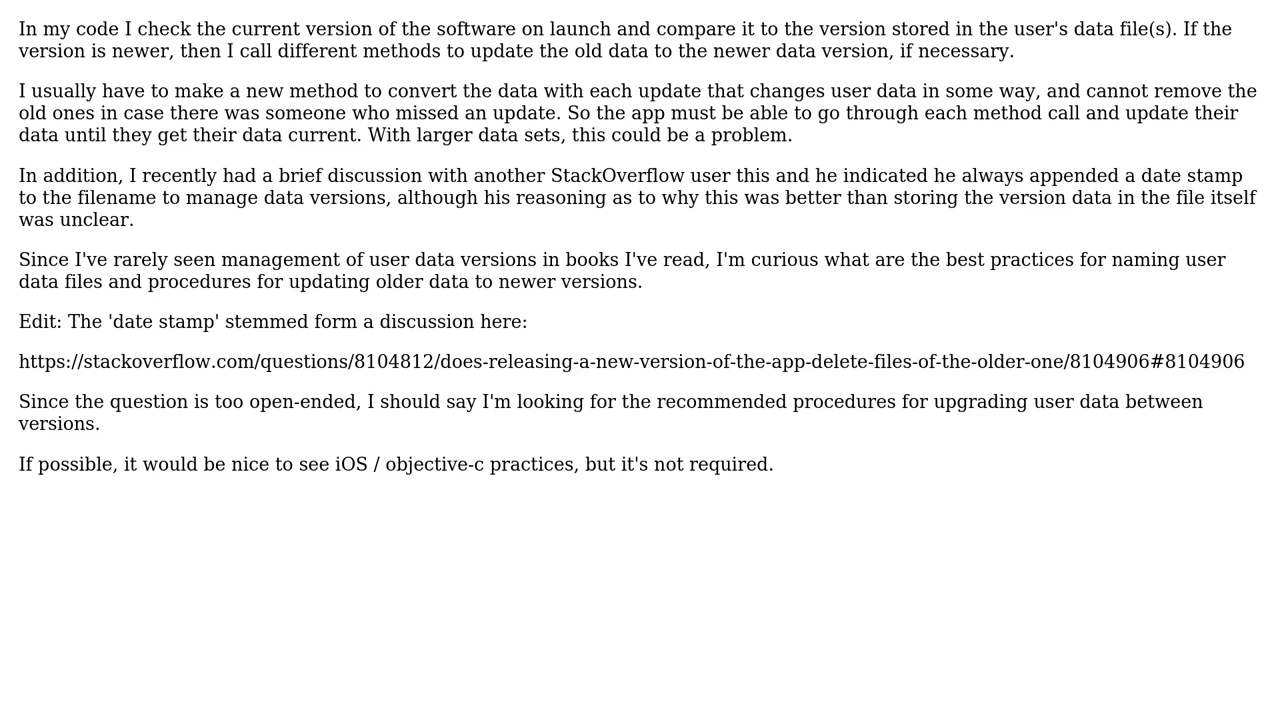 In my code I check the current version of the software on launch and compare it to the version stored in the user's data file(s). If the
version is newer, then I call different methods to update the old data to the newer data version, if necessary.
I usually have to make a new method to convert the data with each update that changes user data in some way, and cannot remove the
old ones in case there was someone who missed an update. So the app must be able to go through each method call and update their
data until they get their data current. With larger data sets, this could be a problem.
In addition, I recently had a brief discussion with another StackOverflow user this and he indicated he always appended a date stamp
to the filename to manage data versions, although his reasoning as to why this was better than storing the version data in the file itself
was unclear.
Since I've rarely seen management of user data versions in books I've read, I'm curious what are the best practices for naming user
data files and procedures for updating older data to newer versions.
Edit: The 'date stamp' stemmed form a discussion here:
https://stackoverflow.com/questions/8104812/does-releasing-a-new-version-of-the-app-delete-files-of-the-older-one/8104906#8104906
Since the question is too open-ended, I should say I'm looking for the recommended procedures for upgrading user data between
versions.
If possible, it would be nice to see iOS / objective-c practices, but it's not required.